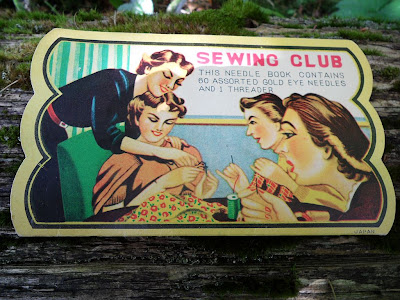 SEWING CLUB
THIS NEEDLE BOOK CONTAINS
60 ASSORTED GOLD EYE NEEDLES
AND 1 THREADER
JAPAN